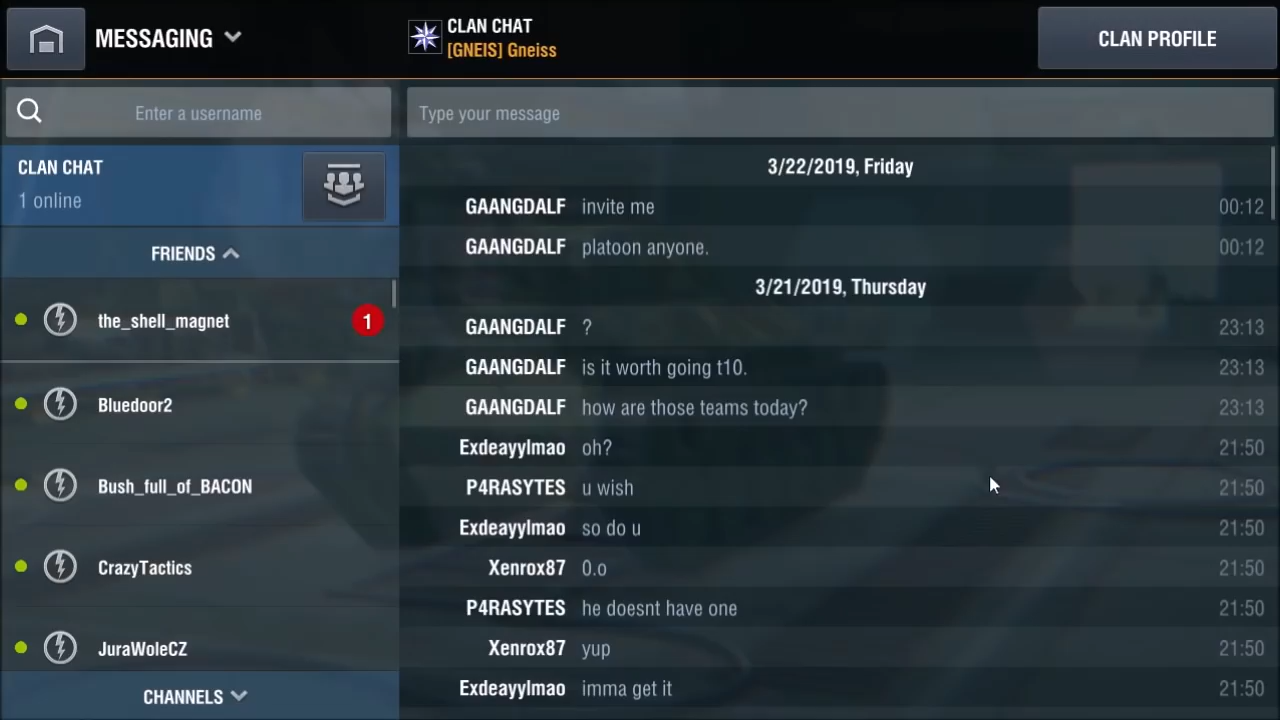 MESSAGING
CLAN CHAT
[GNEIS] Gneiss
CLAN PROFILE
Enter a username
Type your message
CLAN CHAT
1 online
FRIENDS
the_shell_magnet 1
Bluedoor2
Bush_full_of_BACON
CrazyTactics
JuraWoleCZ
CHANNELS
3/22/2019, Friday
GAANGDALF invite me 00:12
GAANGDALF platoon anyone. 00:12
3/21/2019, Thursday
GAANGDALF ? 23:13
GAANGDALF is it worth going t10. 23:13
GAANGDALF how are those teams today? 23:13
Exdeayylmao oh? 21:50
P4RASYTES u wish 21:50
Exdeayylmao so do u 21:50
Xenrox87 0.o 21:50
P4RASYTES he doesnt have one 21:50
Xenrox87 yup 21:50
Exdeayylmao imma get it 21:50